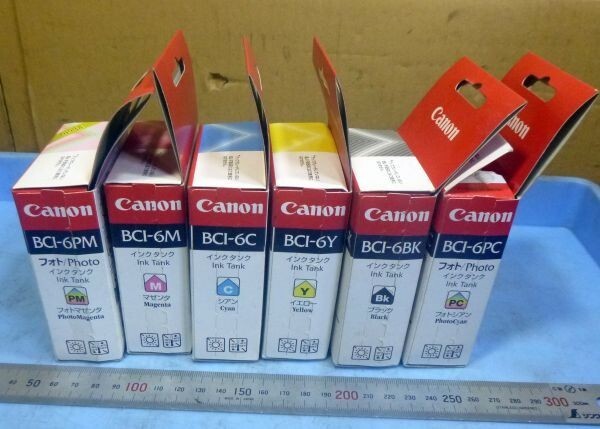 Canon
Canon
Canon
BCI-6PM
フォト/Photo
インクタンク
Ink Tank
PM
フォトマゼンタ
PhotoMagenta
Canon
BCI-6M
インクタンク
Ink Tank
M
マゼンタ
Magenta
Canon
BCI-6C
インクタンク
Ink Tank
C
シアン
Cyan
Canon
BCI-6Y
インクタンク
Ink Tank
Y
イエロー
Yellow
Canon
BCI-6BK
インクタンク
Ink Tank
Bk
ブラック
Black
Canon
BCI-6PC
フォト/Photo
インクタンク
Ink Tank
PC
フォトシアン
PhotoCyan
40 50 60 70 80 90 100 110 120 130 140 150 160 170 180 190 200 210 220 230 240 250 260 270 280 290 300